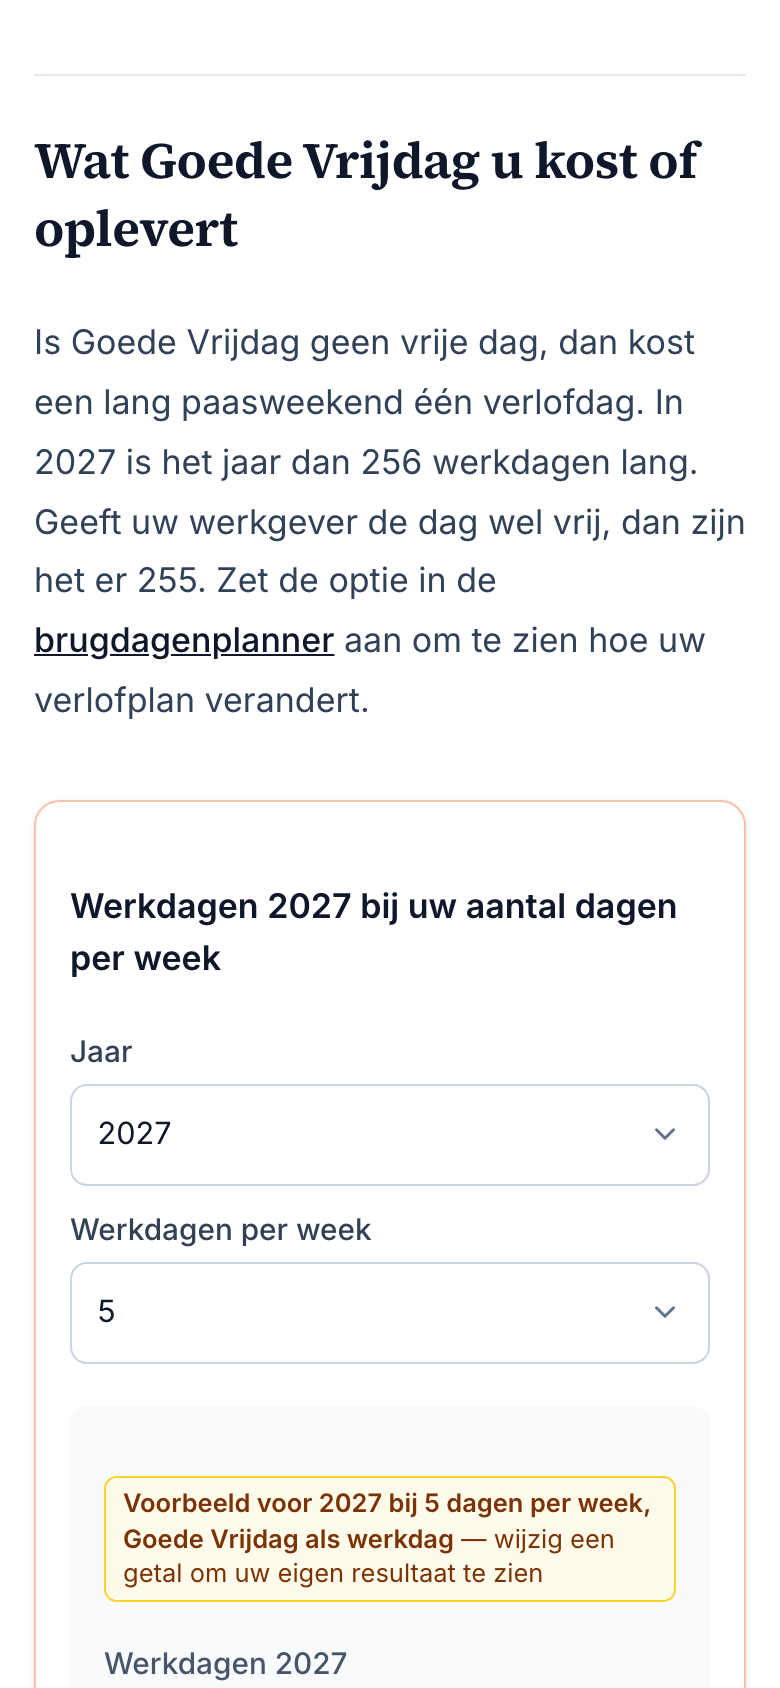 Wat Goede Vrijdag u kost of
oplevert
Is Goede Vrijdag geen vrije dag, dan kost
een lang paasweekend één verlofdag. In
2027 is het jaar dan 256 werkdagen lang.
Geeft uw werkgever de dag wel vrij, dan zijn
het er 255. Zet de optie in de
brugdagenplanner aan om te zien hoe uw
verlofplan verandert.
Werkdagen 2027 bij uw aantal dagen
per week
Jaar
2027
Werkdagen per week
5
Voorbeeld voor 2027 bij 5 dagen per week,
Goede Vrijdag als werkdag — wijzig een
getal om uw eigen resultaat te zien
Werkdagen 2027